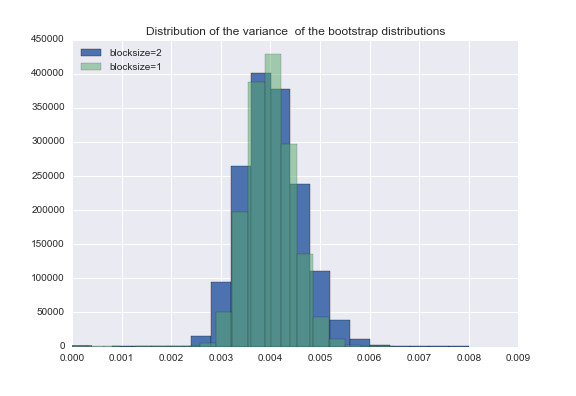 Distribution of the variance  of the bootstrap distributions
450000
400000
350000
300000
250000
200000
150000
100000
50000
0
blocksize=2
blocksize=1
0.000 0.001 0.002 0.003 0.004 0.005 0.006 0.007 0.008 0.009